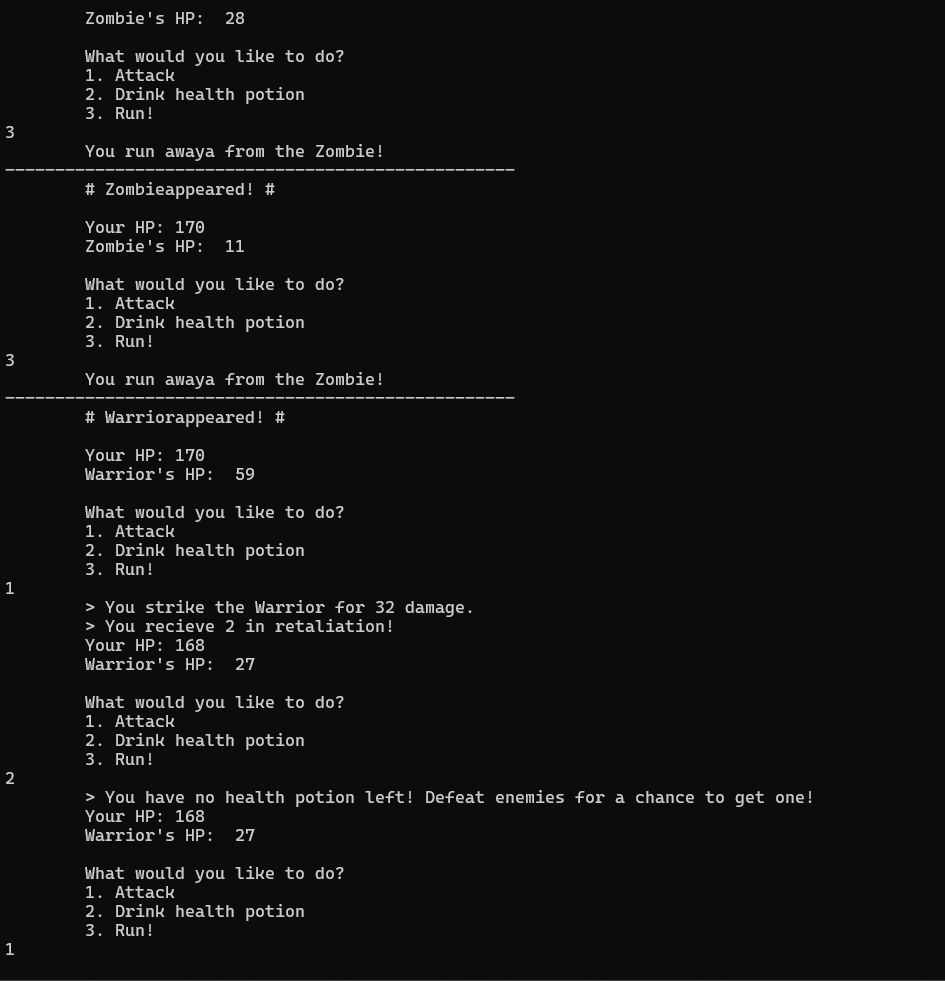 Zombie's HP:  28
What would you like to do?
1. Attack
2. Drink health potion
3. Run!
3
You run awaya from the Zombie!
---------------------------------------------------
# Zombieappeared! #
Your HP: 170
Zombie's HP:  11
What would you like to do?
1. Attack
2. Drink health potion
3. Run!
3
You run awaya from the Zombie!
---------------------------------------------------
# Warriorappeared! #
Your HP: 170
Warrior's HP:  59
What would you like to do?
1. Attack
2. Drink health potion
3. Run!
1
> You strike the Warrior for 32 damage.
> You recieve 2 in retaliation!
Your HP: 168
Warrior's HP:  27
What would you like to do?
1. Attack
2. Drink health potion
3. Run!
2
> You have no health potion left! Defeat enemies for a chance to get one!
Your HP: 168
Warrior's HP:  27
What would you like to do?
1. Attack
2. Drink health potion
3. Run!
1